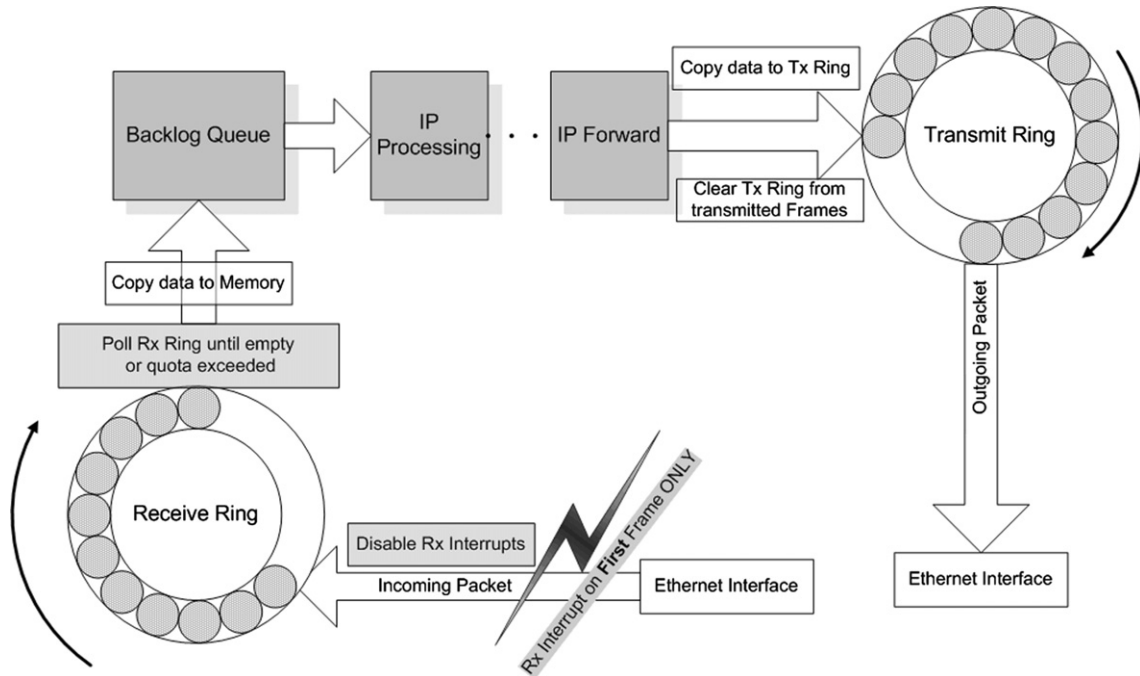 Backlog Queue
IP
Processing
. . .
IP Forward
Copy data to Tx Ring
Clear Tx Ring from
transmitted Frames
Transmit Ring
Copy data to Memory
Poll Rx Ring until empty
or quota exceeded
Receive Ring
Disable Rx Interrupts
Incoming Packet
Rx Interrupt on First Frame ONLY
Ethernet Interface
Outgoing Packet
Ethernet Interface